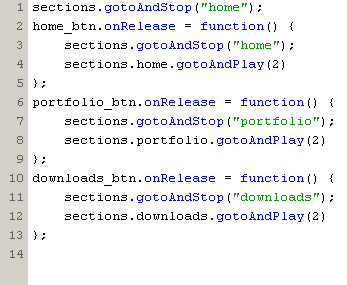 1 sections.gotoAndStop("home");
2 home_btn.onRelease = function() {
3 sections.gotoAndStop("home");
4 sections.home.gotoAndPlay(2)
5 };
6 portfolio_btn.onRelease = function() {
7 sections.gotoAndStop("portfolio");
8 sections.portfolio.gotoAndPlay(2)
9 };
10 downloads_btn.onRelease = function() {
11 sections.gotoAndStop("downloads");
12 sections.downloads.gotoAndPlay(2)
13 };
14